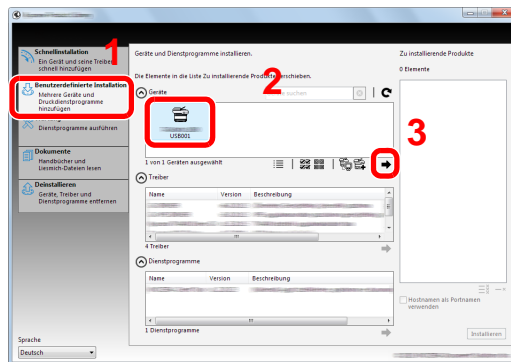 1
2
3
Schnellinstallation
Ein Gerät und seine Treiber
schnell hinzufügen
Benutzerdefinierte Installation
Mehrere Geräte und
Druckdienstprogramme
hinzufügen
Dienstprogramme ausführen
Dokumente
Handbücher und
Liesmich-Dateien lesen
Deinstallieren
Geräte, Treiber und
Dienstprogramme entfernen
Sprache
Deutsch
Geräte und Dienstprogramme installieren.
Die Elemente in die Liste Zu installierende Produkte verschieben.
Geräte
suchen
USB001
1 von 1 Geräten ausgewählt
Treiber
Name Version Beschreibung
4 Treiber
Dienstprogramme
Name Version Beschreibung
1 Dienstprogramme
Zu installierende Produkte
0 Elemente
Hostnamen als Portnamen
verwenden
Installieren